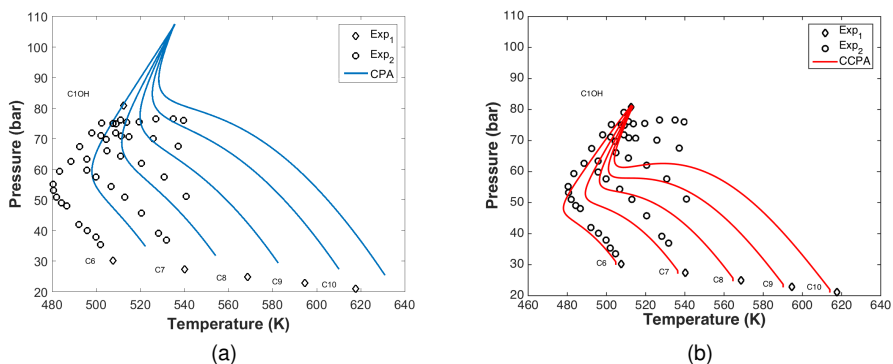 110
100
90
80
70
60
50
40
30
20
480
500
520
540
560
580
600
620
640
Pressure (bar)
Temperature (K)
C1OH
C6
C7
C8
C9
C10
Exp1
Exp2
CPA
(a)
110
100
90
80
70
60
50
40
30
20
460
480
500
520
540
560
580
600
620
640
Pressure (bar)
Temperature (K)
C1OH
C6
C7
C8
C9
C10
Exp1
Exp2
CCPA
(b)